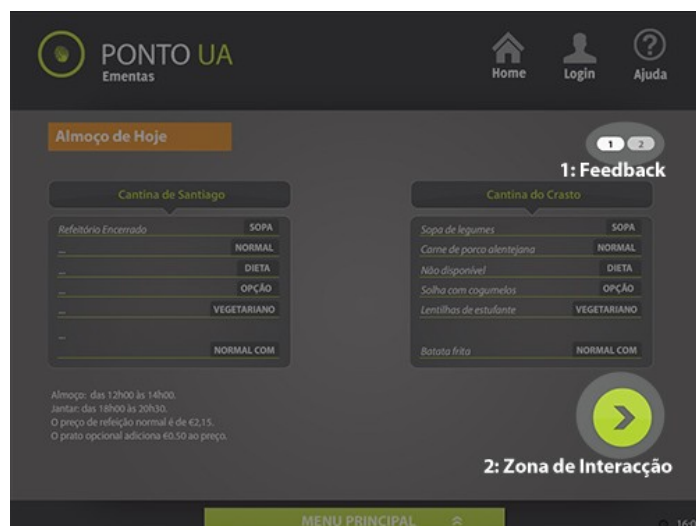 PONTO UA
Ementas
Home
Login
Ajuda
Almoço de Hoje
1 2
1: Feedback
Cantina de Santiago
Refeitório Encerrado SOPA
... NORMAL
... DIETA
... OPÇÃO
... VEGETARIANO
...
NORMAL COM
Cantina do Crasto
Sopa de legumes SOPA
Carne de porco alentejana NORMAL
Não disponível DIETA
Solha com cogumelos OPÇÃO
Lentilhas de estufante VEGETARIANO
Batata frita NORMAL COM
Almoço: das 12h00 às 14h00.
Jantar: das 18h00 às 20h30.
O preço de refeição normal é de €2,15.
O prato opcional adiciona €0.50 ao preço.
2: Zona de Interacção
MENU PRINCIPAL